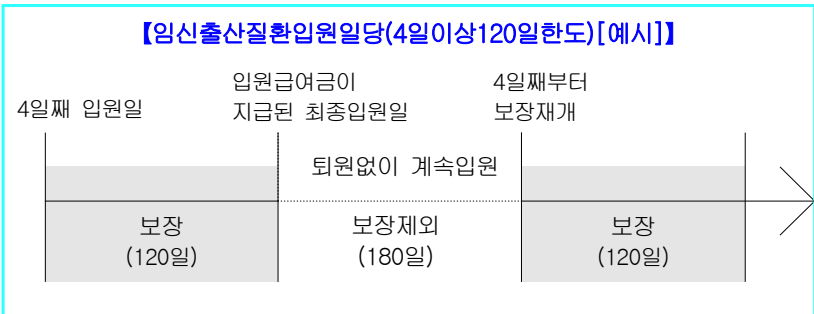 【임신출산질환입원일당(4일이상120일한도)[예시]】
4일째 입원일
입원급여금이
지급된 최종입원일
4일째부터
보장재개
퇴원없이 계속입원
보장
(120일)
보장제외
(180일)
보장
(120일)